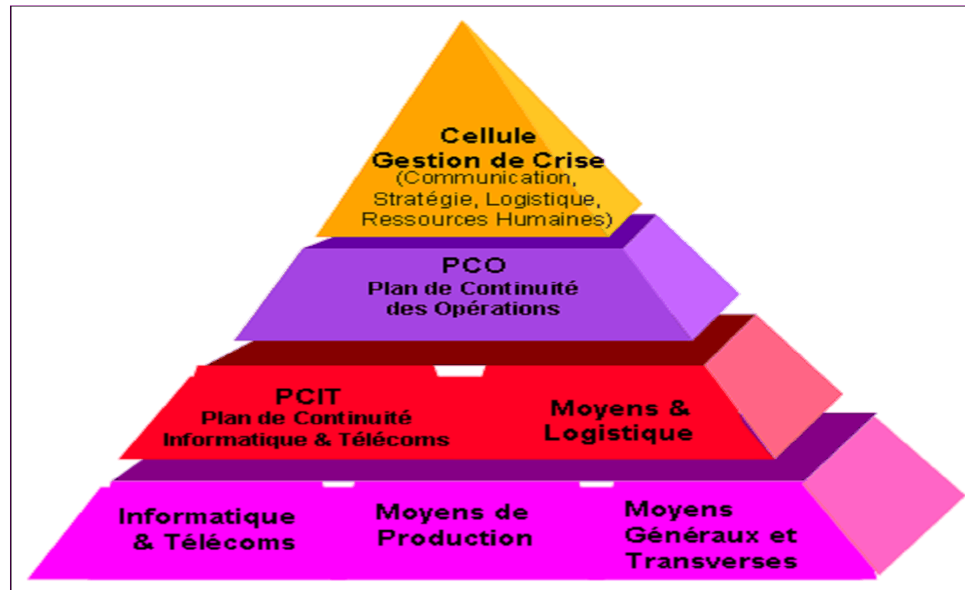 Cellule
Gestion de Crise
(Communication,
Stratégie, Logistique,
Ressources Humaines)
PCO
Plan de Continuité
des Opérations
PCIT
Plan de Continuité
Informatique & Télécoms
Moyens &
Logistique
Informatique
& Télécoms
Moyens de
Production
Moyens
Généraux et
Transverses